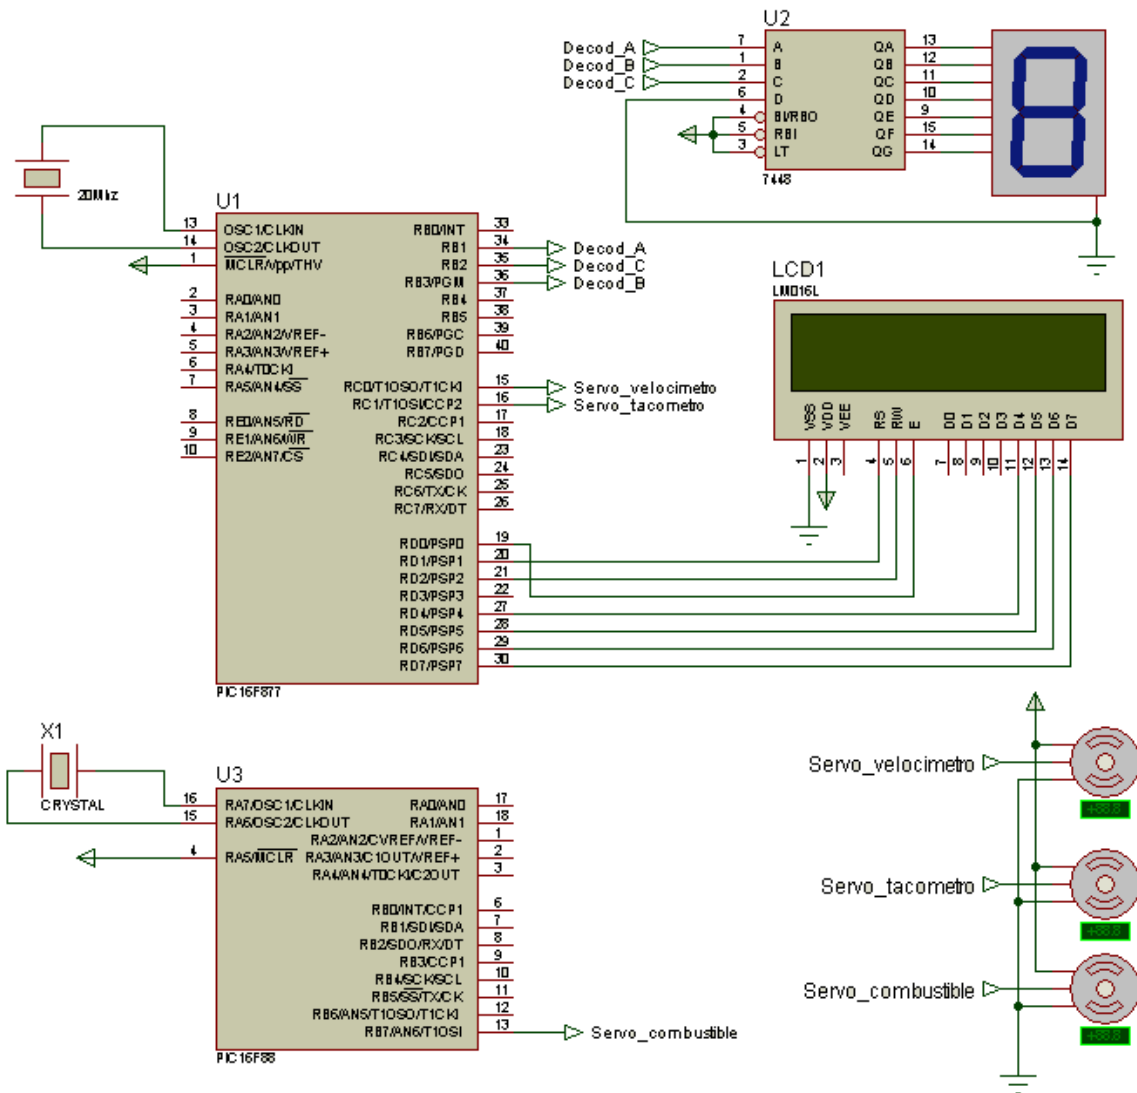 U2
Decod_A 7 A QA 13
Decod_B 1 B QB 12
Decod_C 2 C QC 11
6 D QD 10
4 BI/RBO QE 9
5 RBI QF 15
3 LT QG 14
7448
20Mhz
U1
13 OSC1/CLKIN RB0/INT 33
14 OSC2/CLKOUT RB1 34 Decod_A
1 MCLR/Vpp/THV RB2 35 Decod_C
RB3/PGM 36 Decod_B
2 RA0/AN0 RB4 37
3 RA1/AN1 RB5 38
4 RA2/AN2/VREF- RB6/PGC 39
5 RA3/AN3/VREF+ RB7/PGD 40
6 RA4/T0CKI
7 RA5/AN4/SS RC0/T1OSO/T1CKI 15 Servo_velocimetro
RC1/T1OSI/CCP2 16 Servo_tacometro
8 RE0/AN5/RD RC2/CCP1 17
9 RE1/AN6/WR RC3/SCK/SCL 18
10 RE2/AN7/CS RC4/SDI/SDA 23
RC5/SDO 24
RC6/TX/CK 25
RC7/RX/DT 26
RD0/PSP0 19
RD1/PSP1 20
RD2/PSP2 21
RD3/PSP3 22
RD4/PSP4 27
RD5/PSP5 28
RD6/PSP6 29
RD7/PSP7 30
PIC16F877
LCD1
LM016L
VSS VDD VEE RS RW E D0 D1 D2 D3 D4 D5 D6 D7
1 2 3 4 5 6 7 8 9 10 11 12 13 14
X1
CRYSTAL
U3
16 RA7/OSC1/CLKIN RA0/AN0 17
15 RA6/OSC2/CLKOUT RA1/AN1 18
RA2/AN2/CVREF/VREF- 1
4 RA5/MCLR RA3/AN3/C1OUT/VREF+ 2
RA4/AN4/T0CKI/C2OUT 3
RB0/INT/CCP1 6
RB1/SDI/SDA 7
RB2/SDO/RX/DT 8
RB3/CCP1 9
RB4/SCK/SCL 10
RB5/SS/TX/CK 11
RB6/AN5/T1OSO/T1CKI 12
RB7/AN6/T1OSI 13 Servo_combustible
PIC16F88
Servo_velocimetro
+88.8
Servo_tacometro
+88.8
Servo_combustible
+88.8